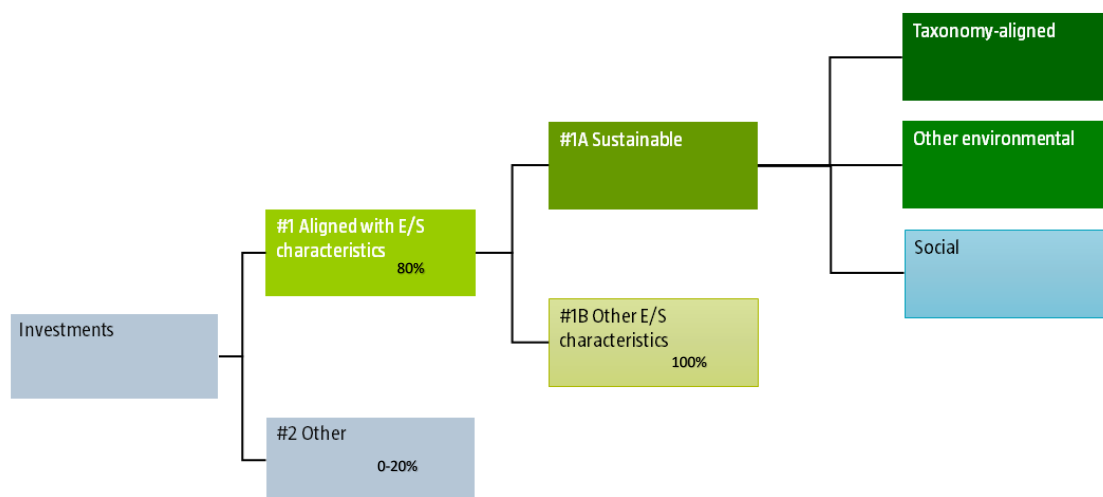 Taxonomy-aligned
#1A Sustainable
Other environmental
#1 Aligned with E/S
characteristics
80%
Social
Investments
#1B Other E/S
characteristics
100%
#2 Other
0-20%